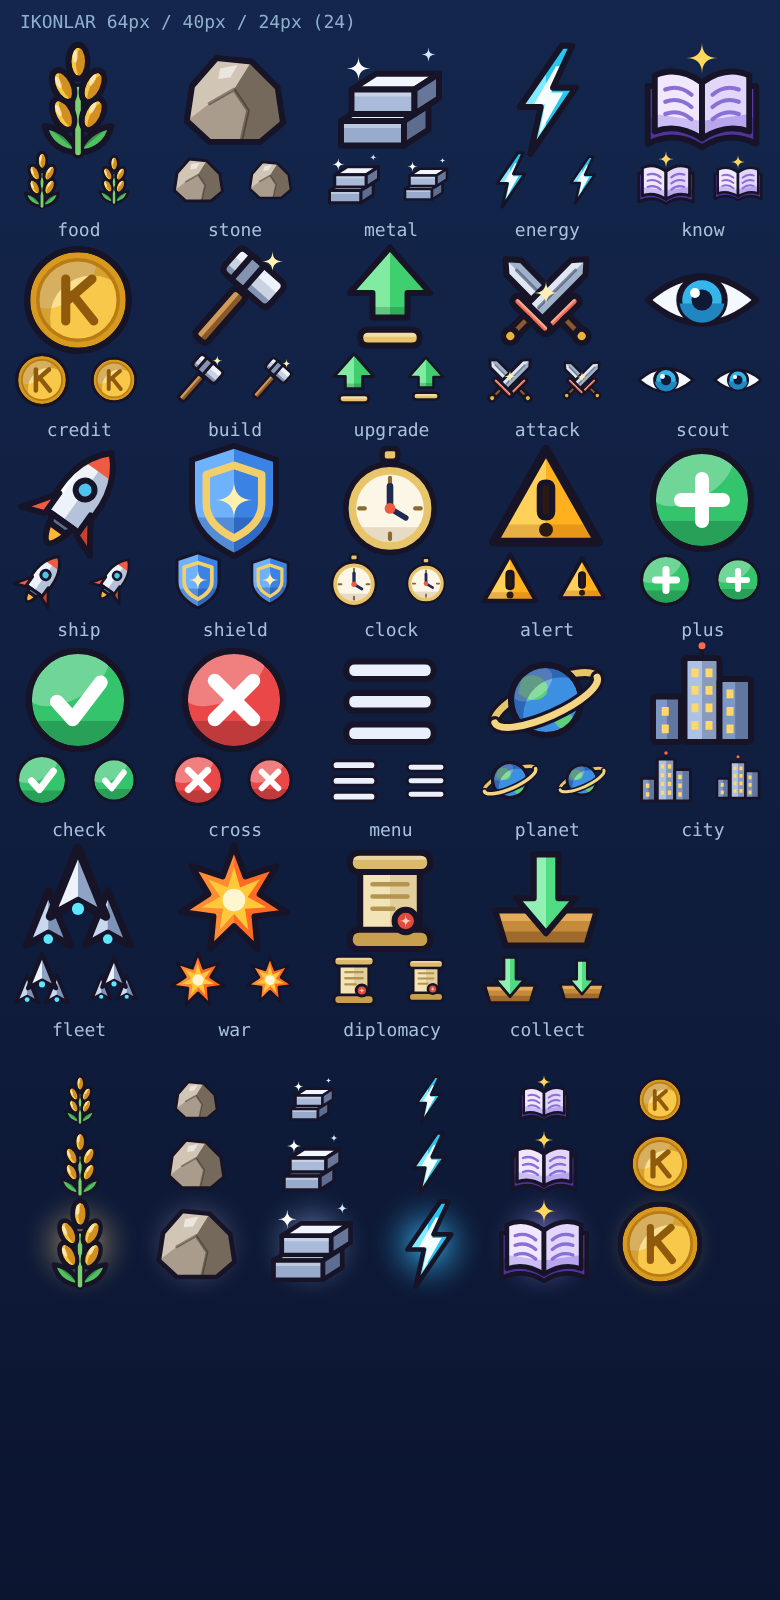 IKONLAR 64px / 40px / 24px (24)
food stone metal energy know
K K K
credit build upgrade attack scout
ship shield clock alert plus
check cross menu planet city
fleet war diplomacy collect
K
K
K